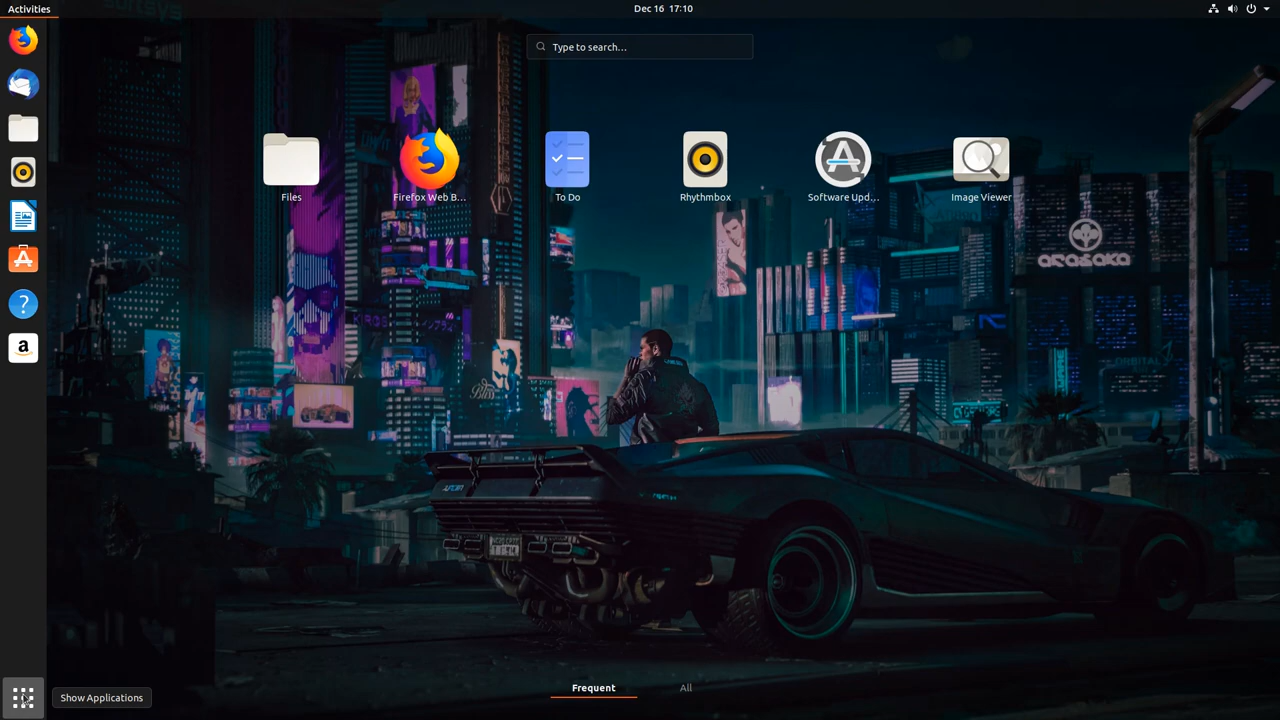 Activities
Dec 16 17:10
Type to search...
Files
Firefox Web B...
To Do
Rhythmbox
Software Upd...
Image Viewer
arasaka
Bliss
Frequent
All
Show Applications